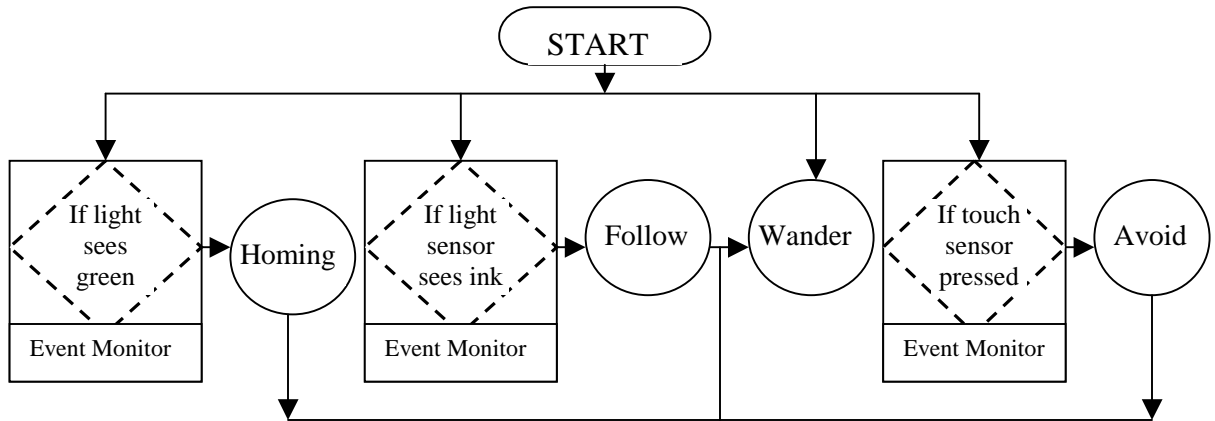 START
If light
sees
green
Event Monitor
Homing
If light
sensor
sees ink
Event Monitor
Follow
Wander
If touch
sensor
pressed
Event Monitor
Avoid